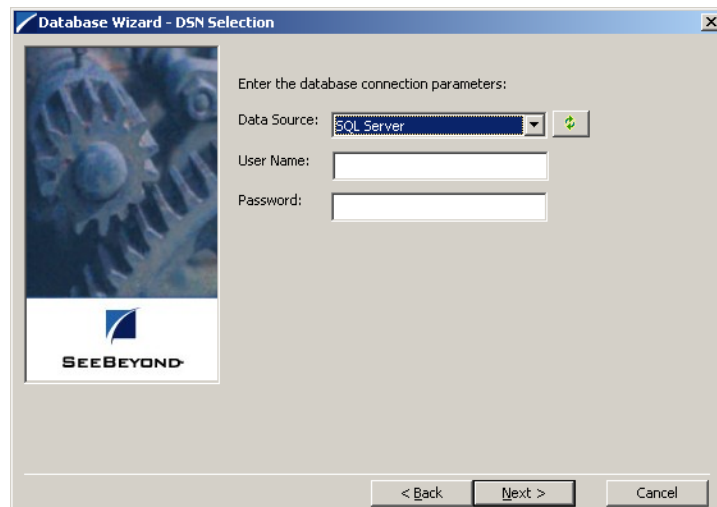 Database Wizard - DSN Selection
Enter the database connection parameters:
Data Source: SQL Server
User Name:
Password:
SEEBEYOND
< Back Next > Cancel